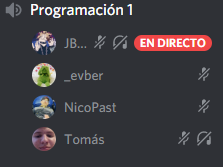 Programación 1
JB... EN DIRECTO
_evber
NicoPast
Tomás